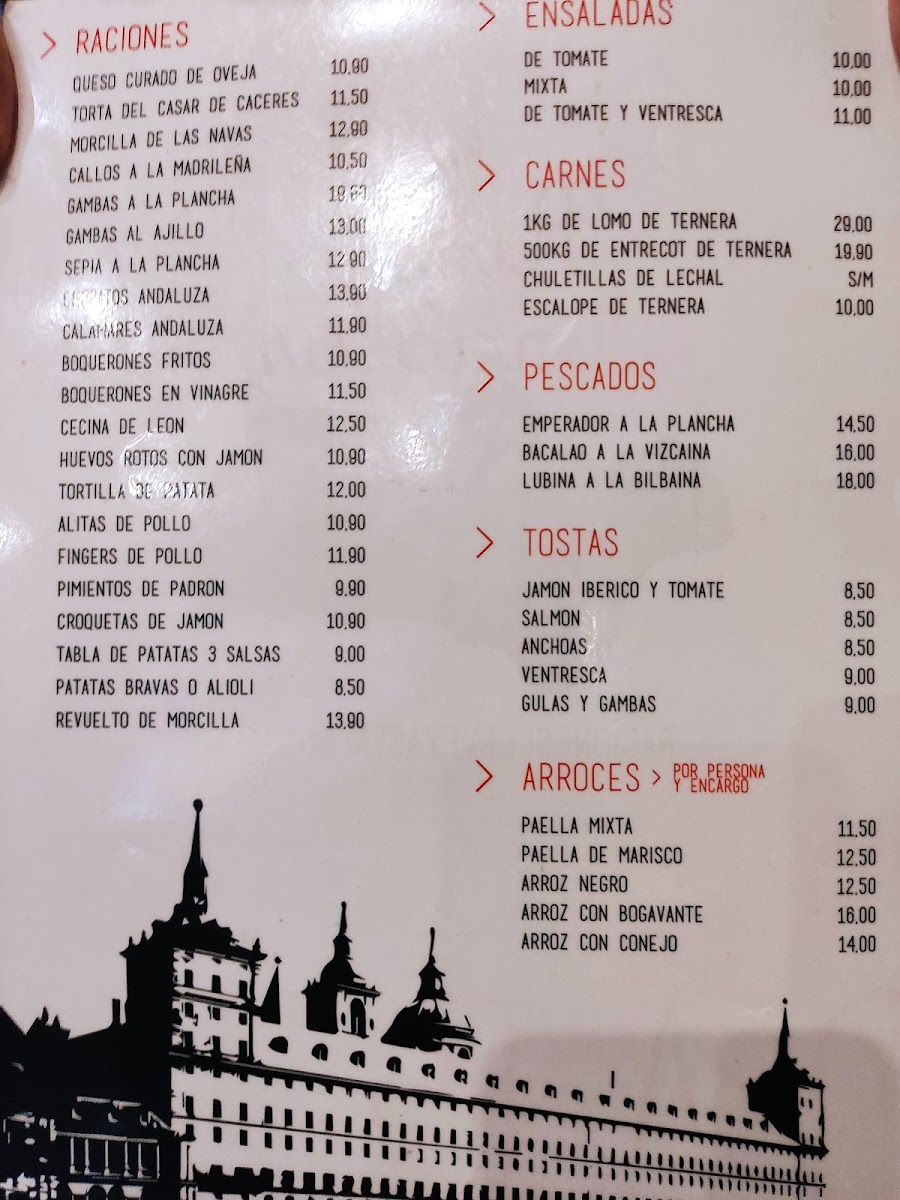 > RACIONES
QUESO CURADO DE OVEJA 10,90
TORTA DEL CASAR DE CACERES 11,50
MORCILLA DE LAS NAVAS 12,90
CALLOS A LA MADRILEÑA 10,50
GAMBAS A LA PLANCHA
GAMBAS AL AJILLO 13,00
SEPIA A LA PLANCHA 12,90
ANDALUZA 13,90
CALAMARES ANDALUZA 11,90
BOQUERONES FRITOS 10,90
BOQUERONES EN VINAGRE 11,50
CECINA DE LEON 12,50
HUEVOS ROTOS CON JAMON 10,90
TORTILLA DE PATATA 12,00
ALITAS DE POLLO 10,90
FINGERS DE POLLO 11,90
PIMIENTOS DE PADRON 9,90
CROQUETAS DE JAMON 10,90
TABLA DE PATATAS 3 SALSAS 9,00
PATATAS BRAVAS O ALIOLI 8,50
REVUELTO DE MORCILLA 13,90
> ENSALADAS
DE TOMATE 10,00
MIXTA 10,00
DE TOMATE Y VENTRESCA 11,00
> CARNES
1KG DE LOMO DE TERNERA 29,00
500KG DE ENTRECOT DE TERNERA 19,90
CHULETILLAS DE LECHAL S/M
ESCALOPE DE TERNERA 10,00
> PESCADOS
EMPERADOR A LA PLANCHA 14,50
BACALAO A LA VIZCAINA 16,00
LUBINA A LA BILBAINA 18,00
> TOSTAS
JAMON IBERICO Y TOMATE 8,50
SALMON 8,50
ANCHOAS 8,50
VENTRESCA 9,00
GULAS Y GAMBAS 9,00
> ARROCES > POR PERSONA
Y ENCARGO
PAELLA MIXTA 11,50
PAELLA DE MARISCO 12,50
ARROZ NEGRO 12,50
ARROZ CON BOGAVANTE 16,00
ARROZ CON CONEJO 14,00